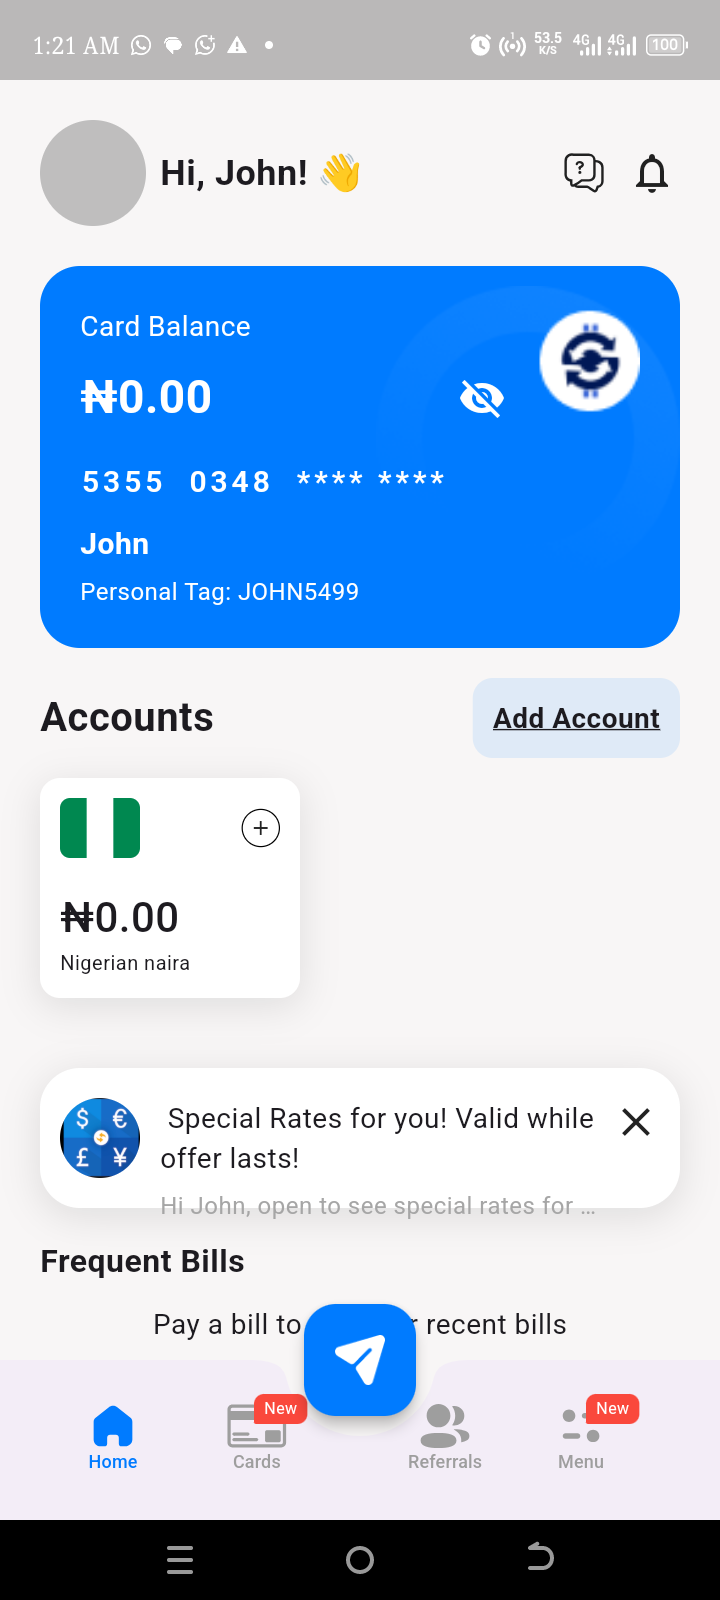 1:21 AM
1
53.5
K/S
4G
4G
100
Hi, John! 👋
Card Balance
₦0.00
5355 0348 **** ****
John
Personal Tag: JOHN5499
Accounts
Add Account
₦0.00
Nigerian naira
$ €
£ ¥
Special Rates for you! Valid while
offer lasts!
Hi John, open to see special rates for ...
Frequent Bills
Pay a bill to
recent bills
New
New
Home
Cards
Referrals
Menu